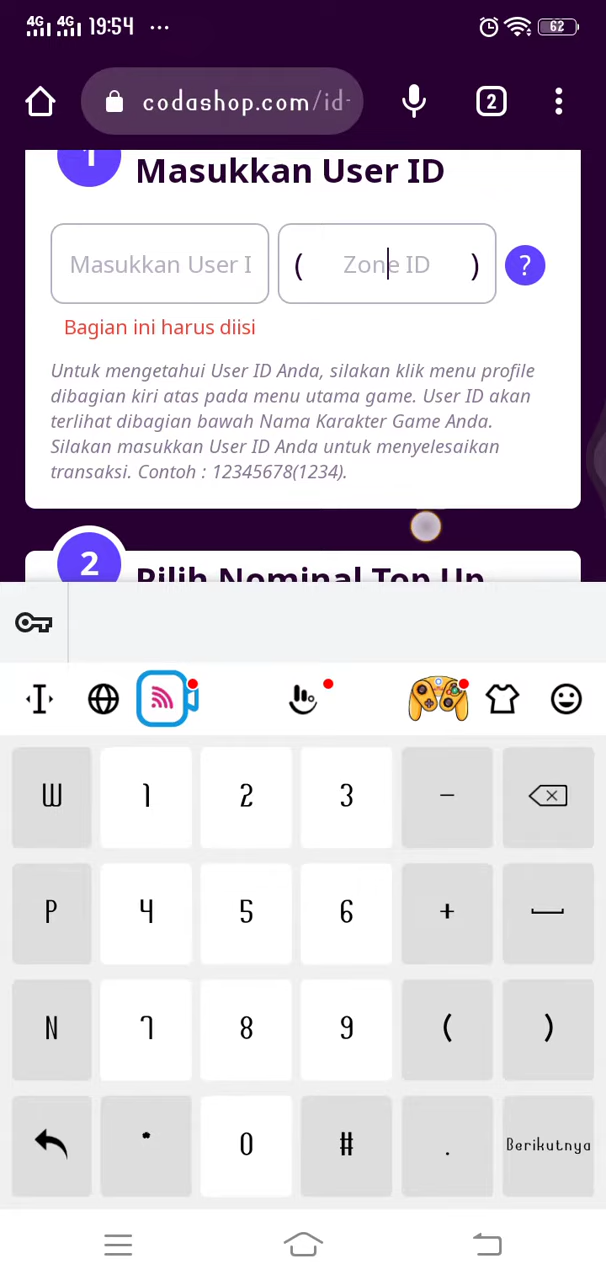 4G 4G 19:54 ... 62
codashop.com/id-
2
1 Masukkan User ID
Masukkan User I ( Zone ID ) ?
Bagian ini harus diisi
Untuk mengetahui User ID Anda, silakan klik menu profile
dibagian kiri atas pada menu utama game. User ID akan
terlihat dibagian bawah Nama Karakter Game Anda.
Silakan masukkan User ID Anda untuk menyelesaikan
transaksi. Contoh : 12345678(1234).
2 Pilih Nominal Top Up
W 1 2 3 -
P 4 5 6 +
N 7 8 9 ( )
* 0 # . Berikutnya